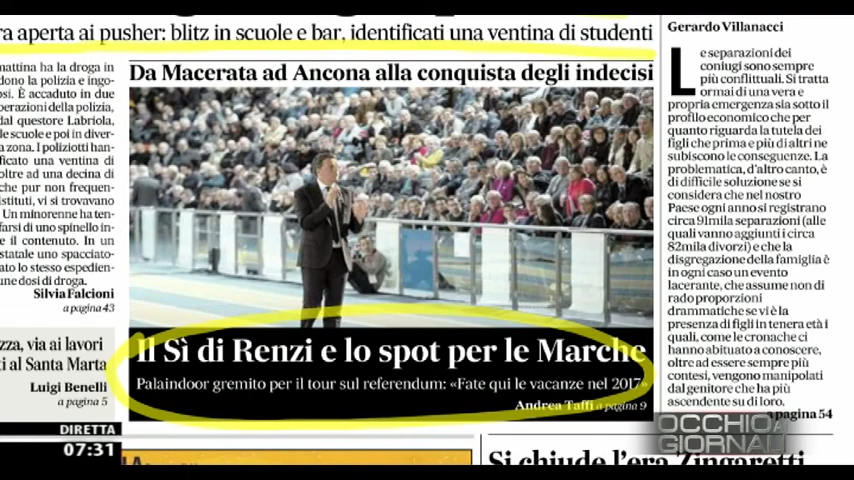 ra aperta ai pusher: blitz in scuole e bar, identificati una ventina di studenti
mattina ha la droga in
dono la polizia e ingo-
osi. È accaduto in due
perazioni della polizia,
dal questore Labriola,
le scuole e poi in diver-
a zona. I poliziotti han-
ficato una ventina di
oltre ad una decina di
che pur non frequen-
istituti, vi si trovavano
Un minorenne ha ten-
farsi di uno spinello in-
e il contenuto. In un
statale uno spacciato-
ato lo stesso espedien-
une dosi di droga.
Silvia Falcioni
a pagina 43
zza, via ai lavori
ti al Santa Marta
Luigi Benelli
a pagina 5
Da Macerata ad Ancona alla conquista degli indecisi
Il Sì di Renzi e lo spot per le Marche
Palaindoor gremito per il tour sul referendum: «Fate qui le vacanze nel 2017»
Andrea Taffi a pagina 9
Gerardo Villanacci
Le separazioni dei
coniugi sono sempre
più conflittuali. Si tratta
ormai di una vera e
propria emergenza sia sotto il
profilo economico che per
quanto riguarda la tutela dei
figli che prima e più di altri ne
subiscono le conseguenze. La
problematica, d'altro canto, è
di difficile soluzione se si
considera che nel nostro
Paese ogni anno si registrano
circa 91mila separazioni (alle
quali vanno aggiunti i circa
82mila divorzi) e che la
disgregazione della famiglia è
in ogni caso un evento
lacerante, che assume non di
rado proporzioni
drammatiche se vi è la
presenza di figli in tenera età i
quali, come le cronache ci
hanno abituato a conoscere,
oltre ad essere sempre più
contesi, vengono manipolati
dal genitore che ha più
ascendente su di loro.
a pagina 54
Si chiude l'era Zingaretti
DIRETTA
07:31
OCCHIO AI
GIORNALI